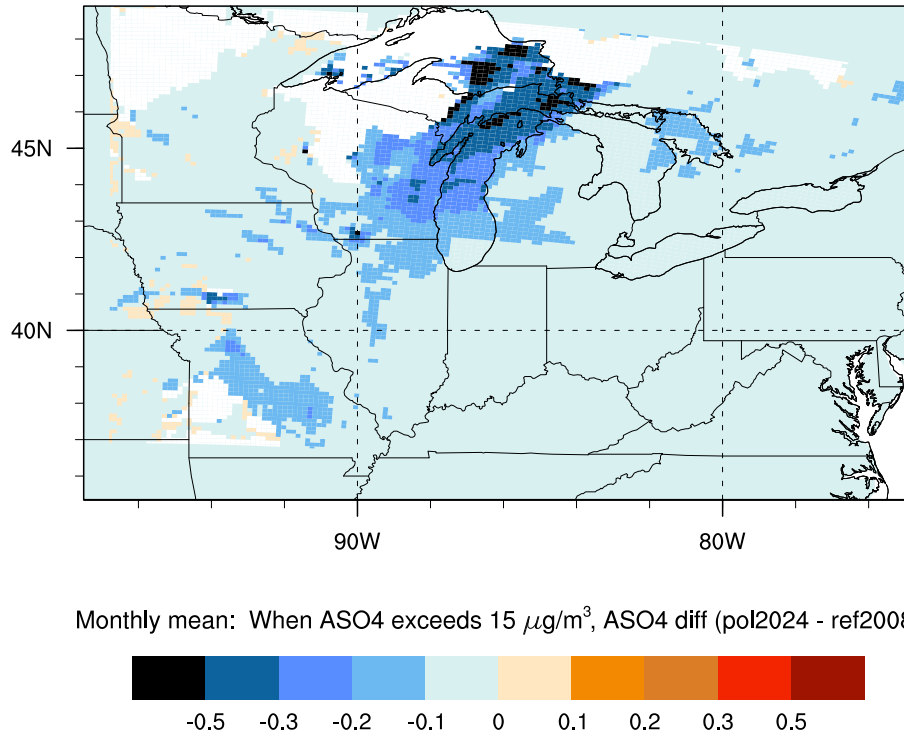 45N
40N
90W
80W
Monthly mean: When ASO4 exceeds 15 μg/m³, ASO4 diff (pol2024 - ref2008
-0.5 -0.3 -0.2 -0.1 0 0.1 0.2 0.3 0.5